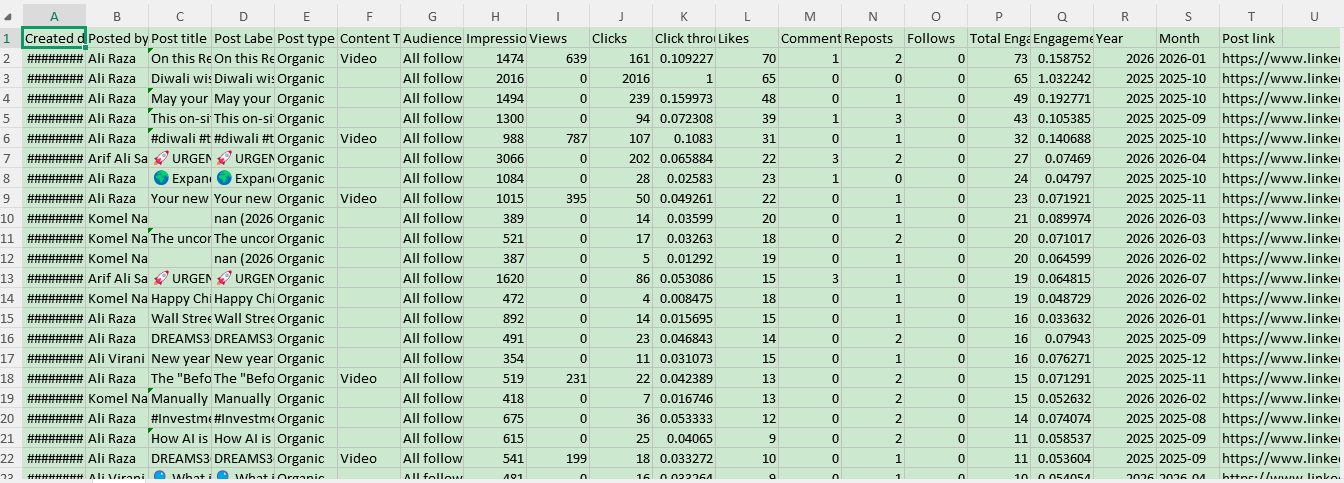 A B C D E F G H I J K L M N O P Q R S T U
1 Created d Posted by Post title Post Labe Post type Content T Audience Impressio Views Clicks Click thro Likes Comment Reposts Follows Total Enga Engageme Year Month Post link
2 ######## Ali Raza On this Re On this Re Organic Video All follow 1474 639 161 0.109227 70 1 2 0 73 0.158752 2026 2026-01 https://www.linke
3 ######## Ali Raza Diwali wis Diwali wis Organic All follow 2016 0 2016 1 65 0 0 0 65 1.032242 2025 2025-10 https://www.linke
4 ######## Ali Raza May your May your Organic All follow 1494 0 239 0.159973 48 0 1 0 49 0.192771 2025 2025-10 https://www.linke
5 ######## Ali Raza This on-sit This on-sit Organic All follow 1300 0 94 0.072308 39 1 3 0 43 0.105385 2025 2025-09 https://www.linke
6 ######## Ali Raza #diwali #t #diwali #t Organic Video All follow 988 787 107 0.1083 31 0 1 0 32 0.140688 2025 2025-10 https://www.linke
7 ######## Arif Ali Sa 🚀 URGEN 🚀 URGEN Organic All follow 3066 0 202 0.065884 22 3 2 0 27 0.07469 2026 2026-04 https://www.linke
8 ######## Ali Raza 🌍 Expan 🌍 Expan Organic All follow 1084 0 28 0.02583 23 1 0 0 24 0.04797 2025 2025-10 https://www.linke
9 ######## Ali Raza Your new Your new Organic Video All follow 1015 395 50 0.049261 22 0 1 0 23 0.071921 2025 2025-11 https://www.linke
10 ######## Komel Na nan (2026 Organic All follow 389 0 14 0.03599 20 0 1 0 21 0.089974 2026 2026-03 https://www.linke
11 ######## Komel Na The uncor The uncor Organic All follow 521 0 17 0.03263 18 0 2 0 20 0.071017 2026 2026-03 https://www.linke
12 ######## Komel Na nan (2026 Organic All follow 387 0 5 0.01292 19 0 1 0 20 0.064599 2026 2026-02 https://www.linke
13 ######## Arif Ali Sa 🚀 URGEN 🚀 URGEN Organic All follow 1620 0 86 0.053086 15 3 1 0 19 0.064815 2026 2026-07 https://www.linke
14 ######## Komel Na Happy Chi Happy Chi Organic All follow 472 0 4 0.008475 18 0 1 0 19 0.048729 2026 2026-02 https://www.linke
15 ######## Ali Raza Wall Stree Wall Stree Organic All follow 892 0 14 0.015695 15 0 1 0 16 0.033632 2026 2026-01 https://www.linke
16 ######## Ali Raza DREAMS3 DREAMS3 Organic All follow 491 0 23 0.046843 14 0 2 0 16 0.07943 2025 2025-09 https://www.linke
17 ######## Ali Virani New year New year Organic All follow 354 0 11 0.031073 15 0 1 0 16 0.076271 2025 2025-12 https://www.linke
18 ######## Ali Raza The "Befo The "Befo Organic Video All follow 519 231 22 0.042389 13 0 2 0 15 0.071291 2025 2025-11 https://www.linke
19 ######## Komel Na Manually Manually Organic All follow 418 0 7 0.016746 13 0 2 0 15 0.052632 2026 2026-02 https://www.linke
20 ######## Ali Raza #Investme #Investme Organic All follow 675 0 36 0.053333 12 0 2 0 14 0.074074 2025 2025-08 https://www.linke
21 ######## Ali Raza How AI is How AI is Organic All follow 615 0 25 0.04065 9 0 2 0 11 0.058537 2025 2025-09 https://www.linke
22 ######## Ali Raza DREAMS3 DREAMS3 Organic Video All follow 541 199 18 0.033272 10 0 1 0 11 0.053604 2025 2025-09 https://www.linke